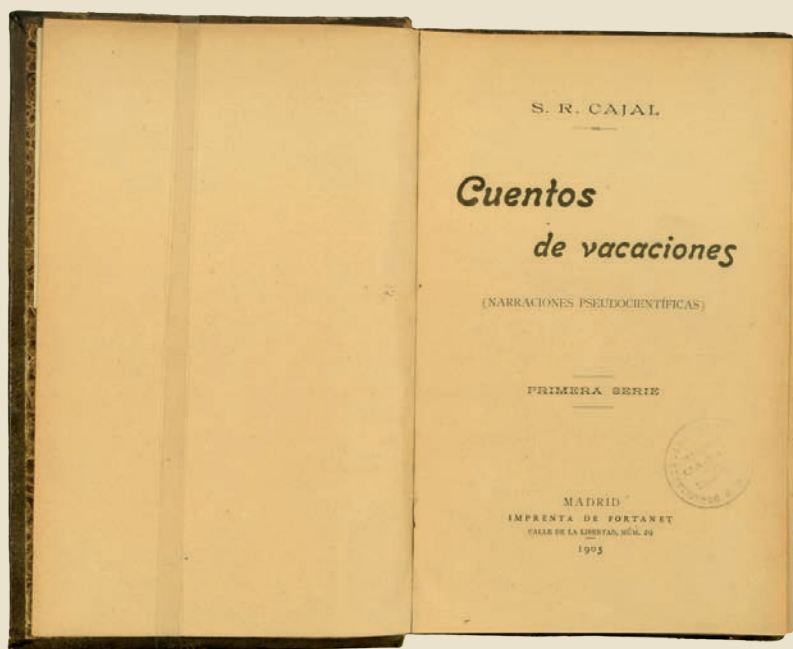 S. R. CAJAL
Cuentos
de vacaciones
(NARRACIONES PSEUDOCIENTÍFICAS)
PRIMERA SERIE
MADRID
IMPRENTA DE FORTANET
CALLE DE LA LIBERTAD, NÚM. 29
1905